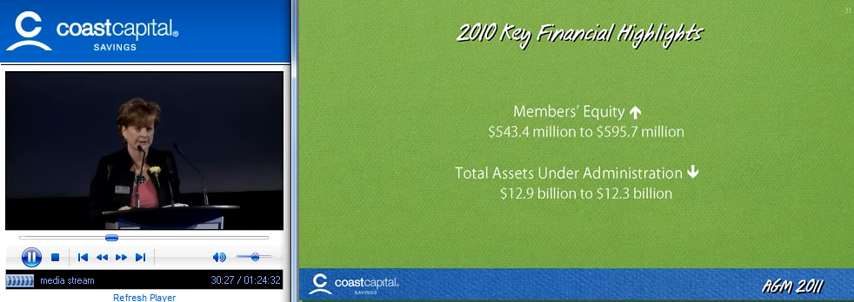 coastcapital®
SAVINGS
31
2010 Key Financial Highlights
Members' Equity
$543.4 million to $595.7 million
Total Assets Under Administration
$12.9 billion to $12.3 billion
media stream 30:27 / 01:24:32
Refresh Player
coastcapital®
SAVINGS
AGM 2011